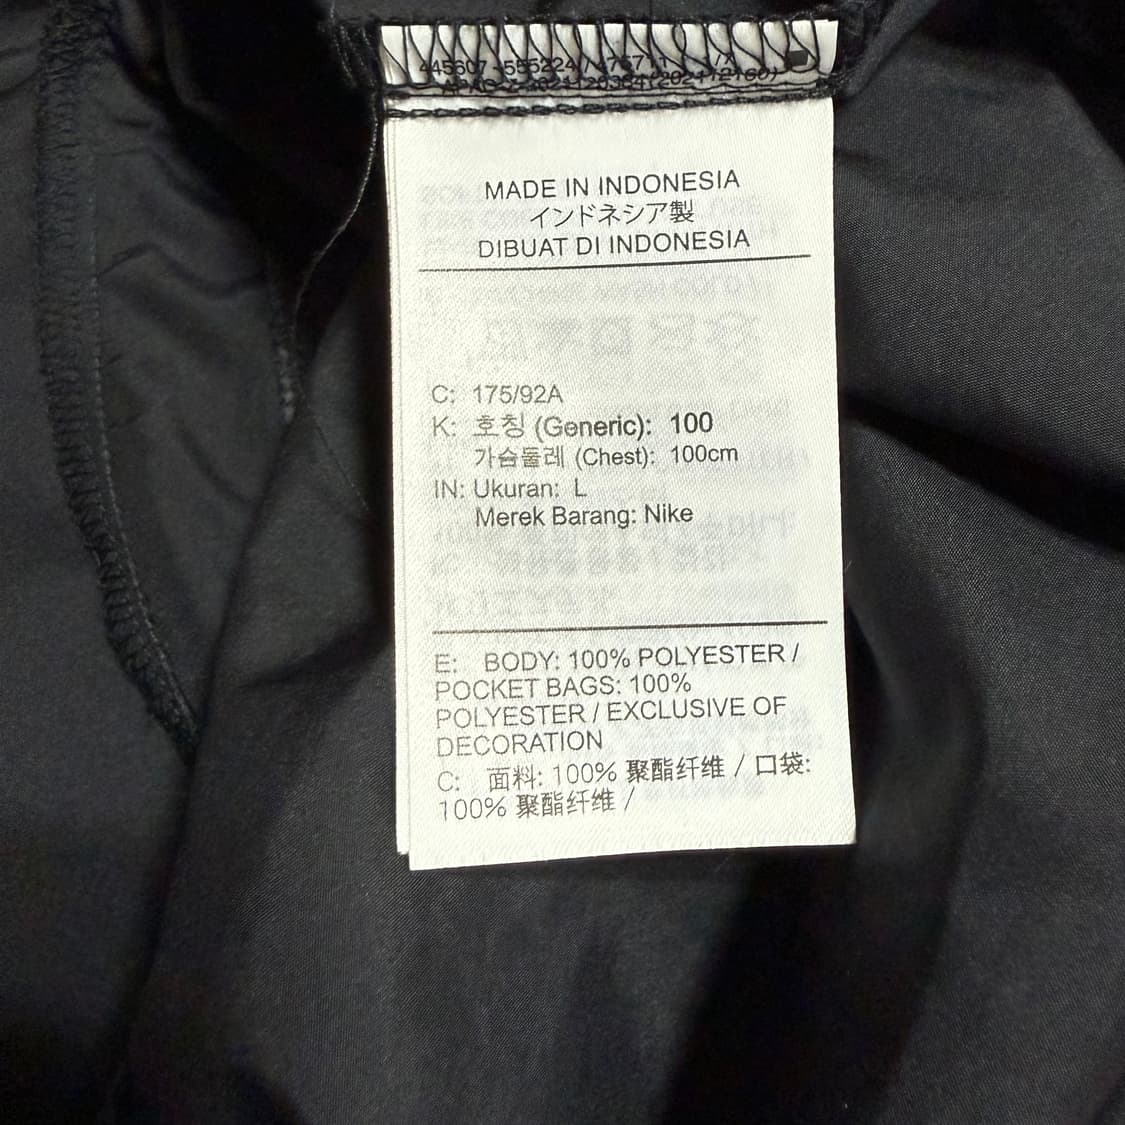 MADE IN INDONESIA
インドネシア製
DIBUAT DI INDONESIA
C: 175/92A
K: 호칭 (Generic): 100
가슴둘레 (Chest): 100cm
IN: Ukuran: L
Merek Barang: Nike
E: BODY: 100% POLYESTER /
POCKET BAGS: 100%
POLYESTER / EXCLUSIVE OF
DECORATION
C: 面料: 100% 聚酯纤维 / 口袋:
100% 聚酯纤维 /